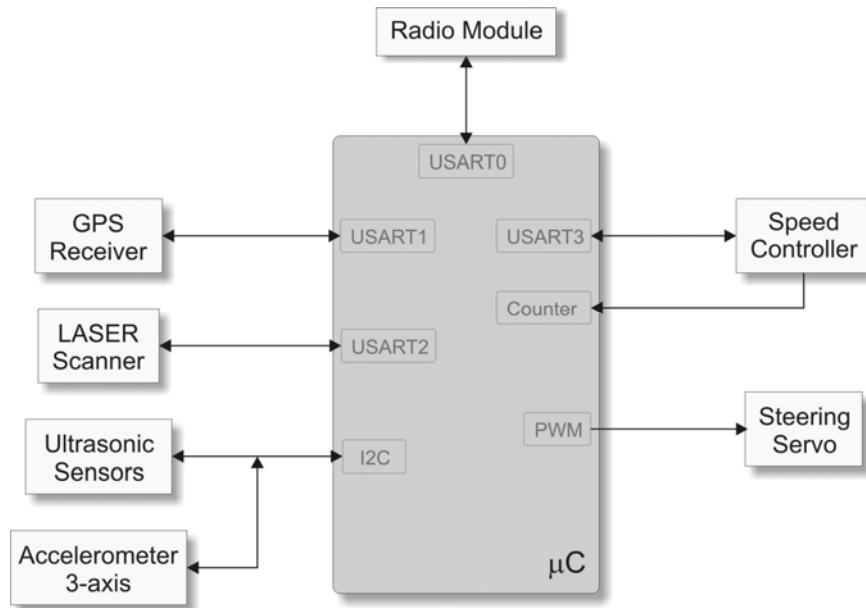 Radio Module
USART0
GPS
Receiver
USART1
USART3
Speed
Controller
Counter
LASER
Scanner
USART2
PWM
Steering
Servo
Ultrasonic
Sensors
I2C
Accelerometer
3-axis
μC